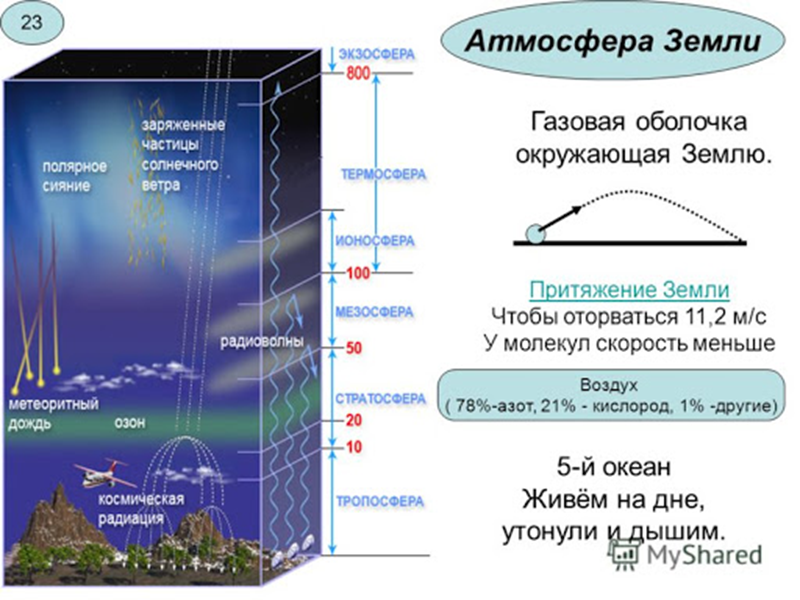 23
Атмосфера Земли
ЭКЗОСФЕРА
800
заряженные
частицы
солнечного
ветра
полярное
сияние
ТЕРМОСФЕРА
ИОНОСФЕРА
100
МЕЗОСФЕРА
радиоволны
50
СТРАТОСФЕРА
метеоритный
дождь
озон
20
10
космическая
радиация
ТРОПОСФЕРА
Газовая оболочка
окружающая Землю.
Притяжение Земли
Чтобы оторваться 11,2 м/с
У молекул скорость меньше
Воздух
( 78%-азот, 21% - кислород, 1% -другие)
5-й океан
Живём на дне,
утонули и дышим.
MyShared